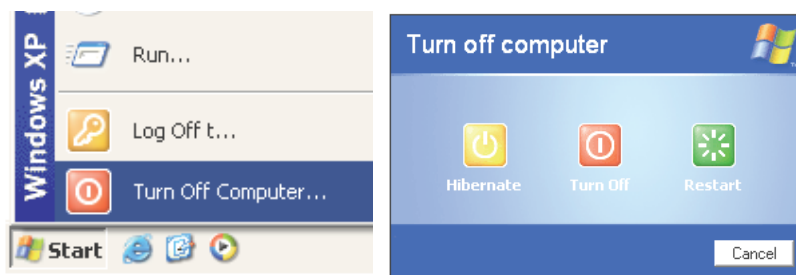 Windows XP
Run...
Log Off t...
Turn Off Computer...
Start
Turn off computer
Hibernate
Turn Off
Restart
Cancel